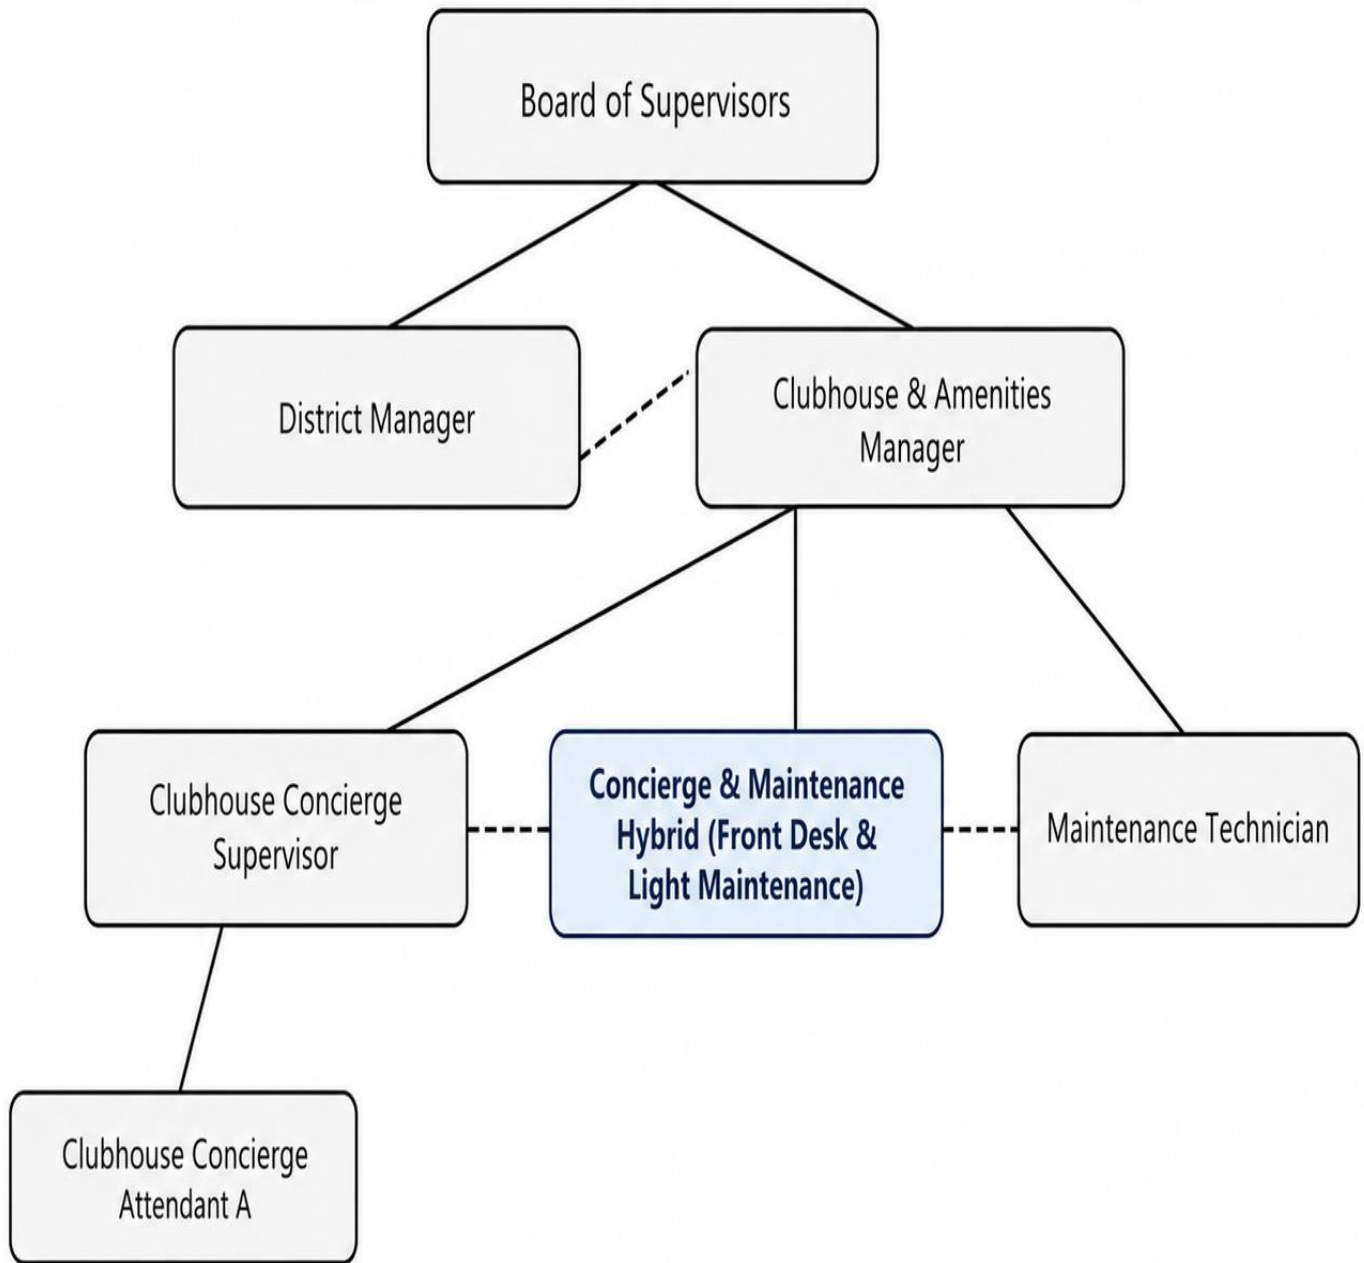 Board of Supervisors
District Manager
Clubhouse & Amenities
Manager
Clubhouse Concierge
Supervisor
Concierge & Maintenance
Hybrid (Front Desk &
Light Maintenance)
Maintenance Technician
Clubhouse Concierge
Attendant A